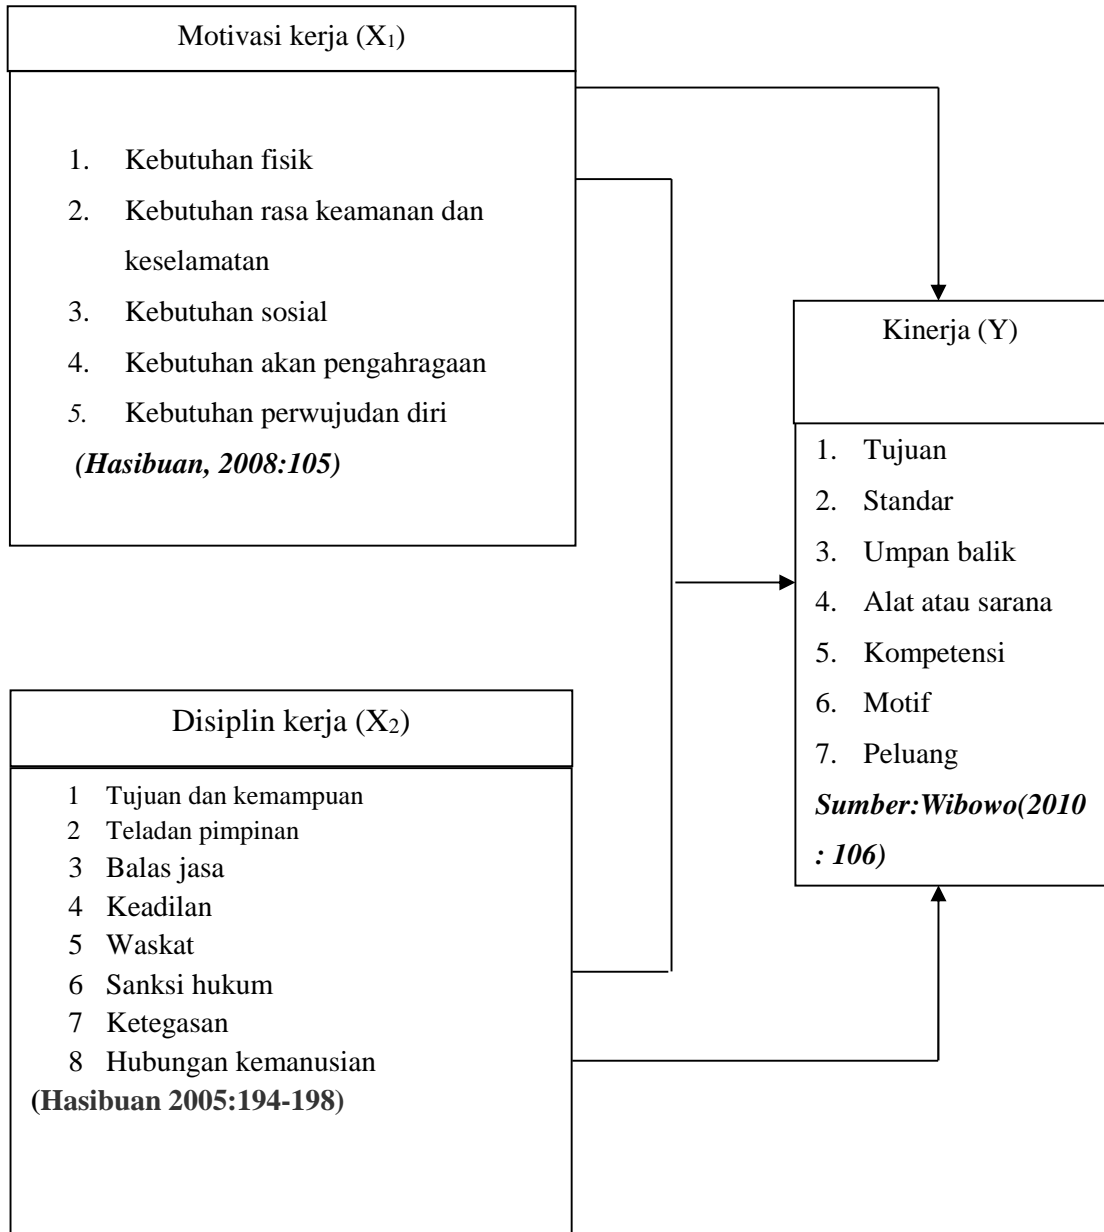 Motivasi kerja (X₁)
1. Kebutuhan fisik
2. Kebutuhan rasa keamanan dan
keselamatan
3. Kebutuhan sosial
4. Kebutuhan akan pengahragaan
5. Kebutuhan perwujudan diri
(Hasibuan, 2008:105)
Kinerja (Y)
1. Tujuan
2. Standar
3. Umpan balik
4. Alat atau sarana
5. Kompetensi
6. Motif
7. Peluang
Sumber:Wibowo(2010
: 106)
Disiplin kerja (X₂)
1 Tujuan dan kemampuan
2 Teladan pimpinan
3 Balas jasa
4 Keadilan
5 Waskat
6 Sanksi hukum
7 Ketegasan
8 Hubungan kemanusian
(Hasibuan 2005:194-198)